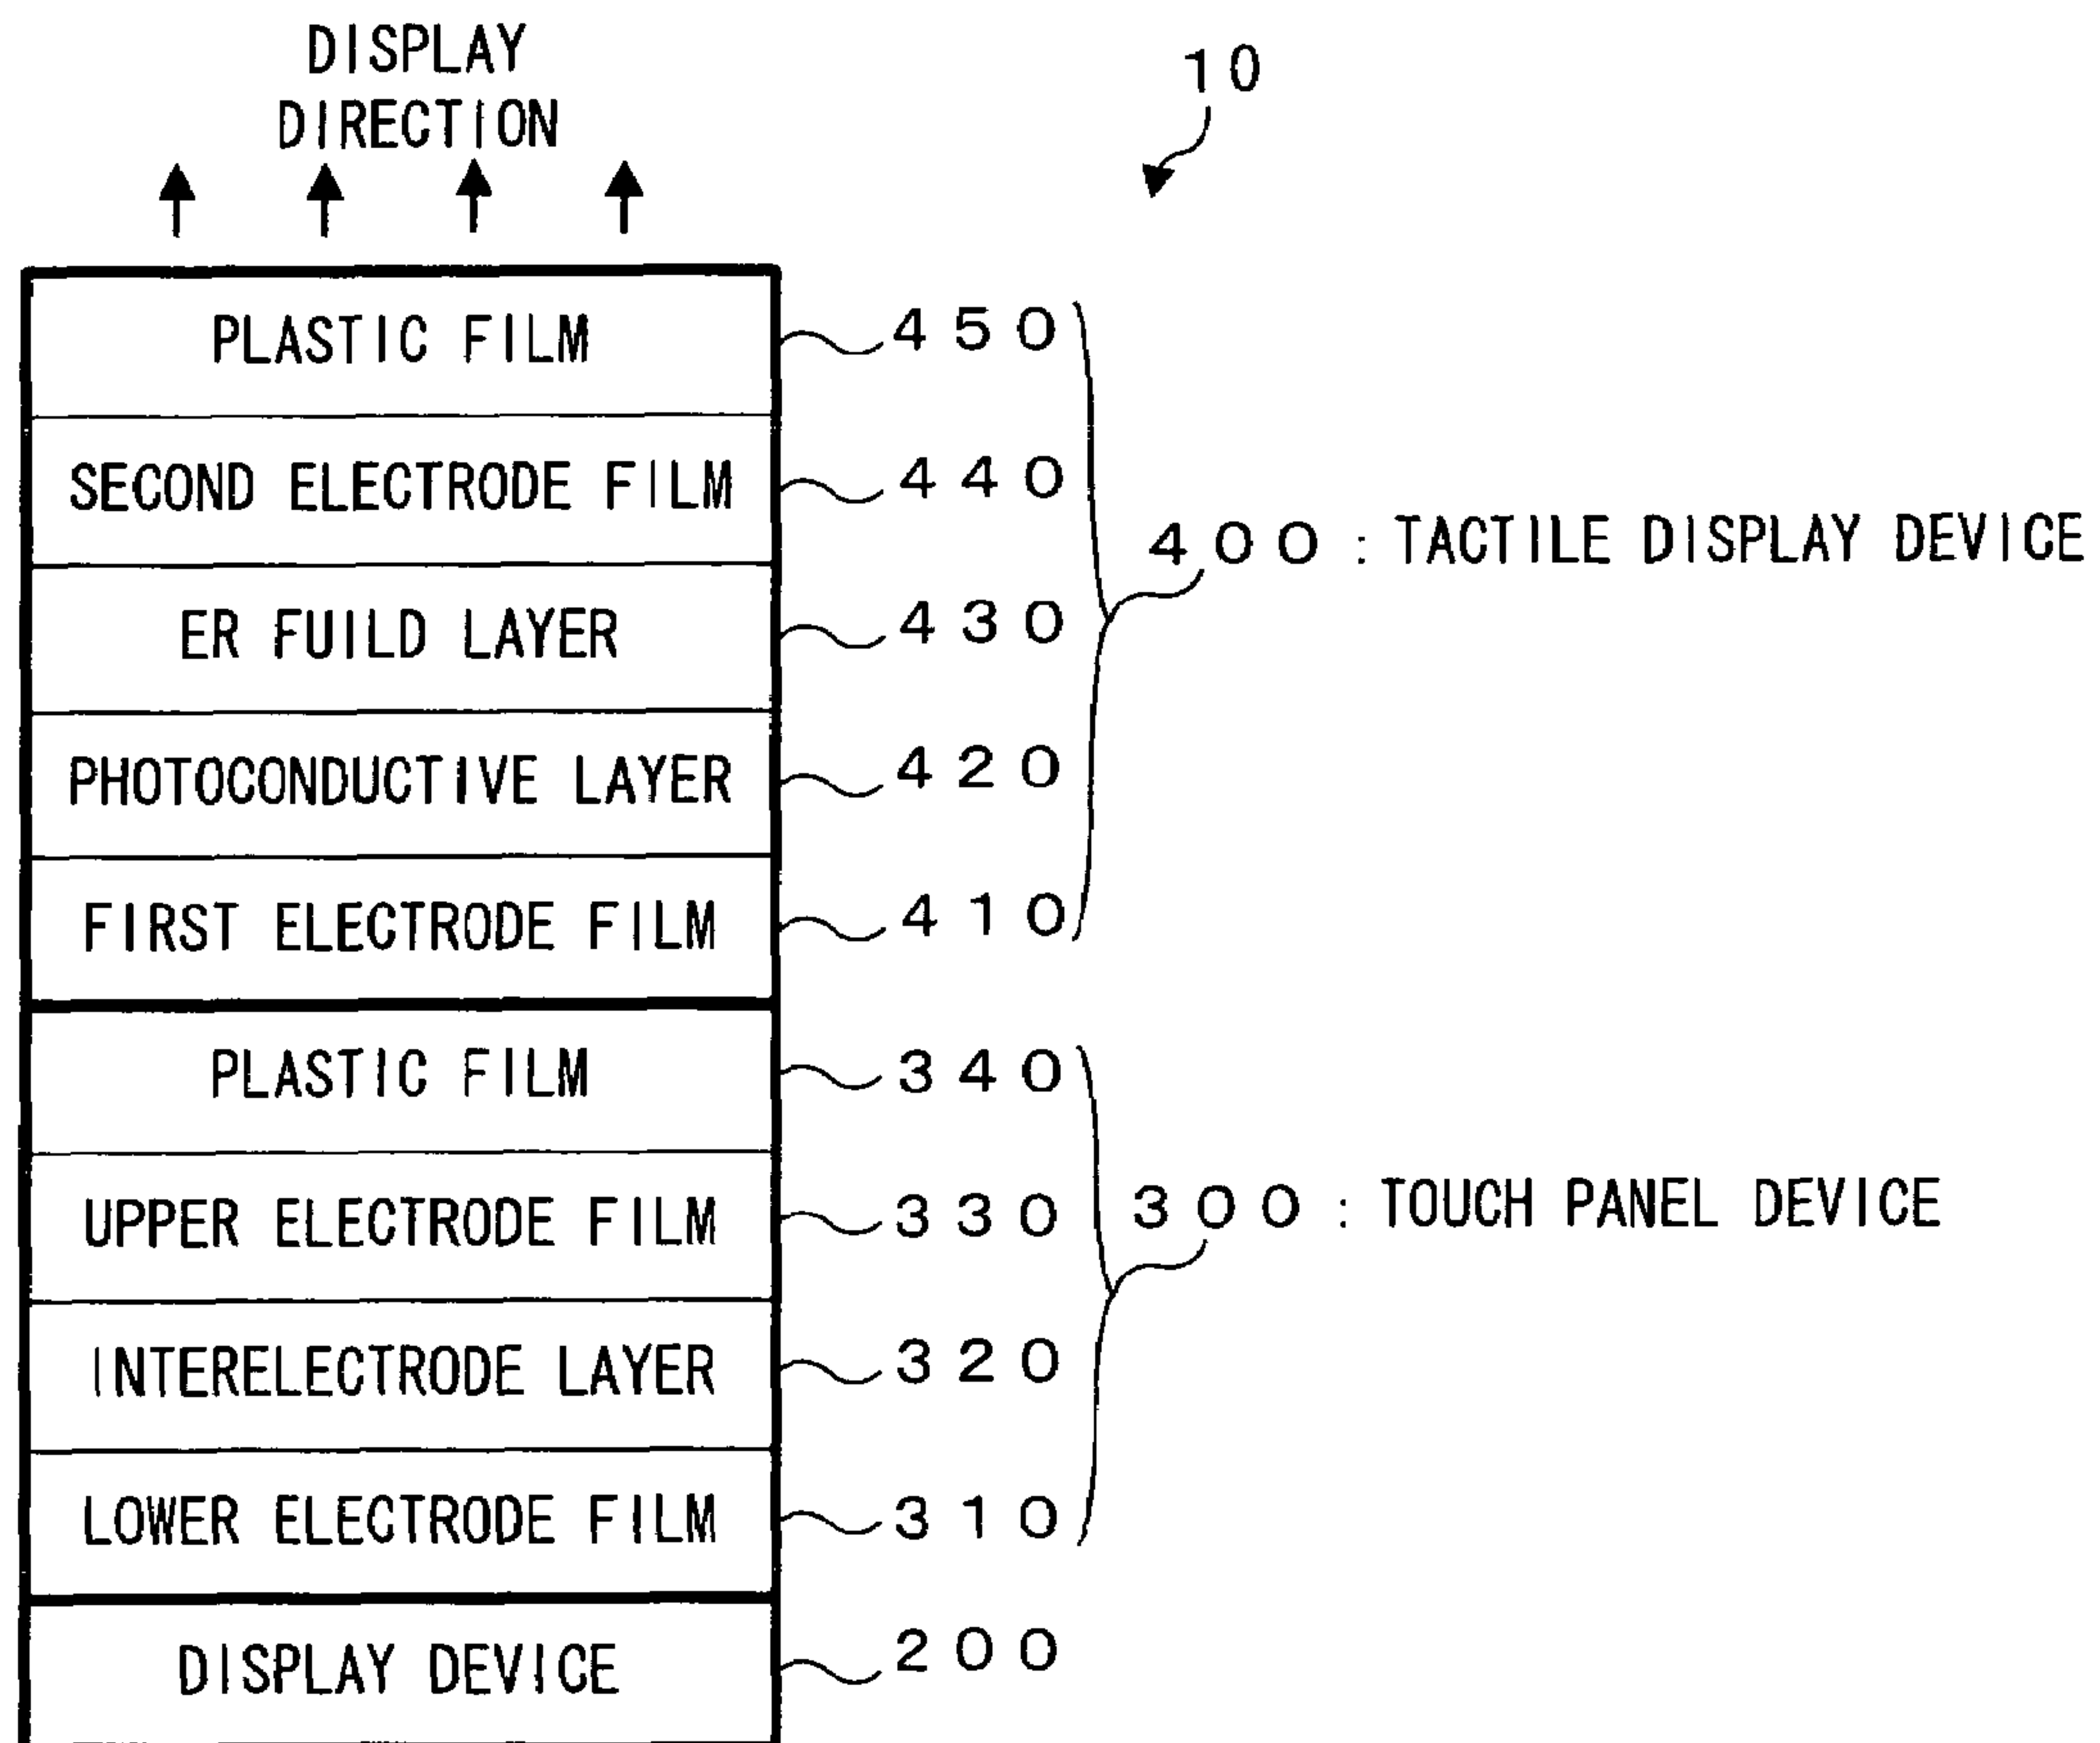 DISPLAY
DIRECTION
10
PLASTIC FILM 450
SECOND ELECTRODE FILM 440
400 : TACTILE DISPLAY DEVICE
ER FUILD LAYER 430
PHOTOCONDUCTIVE LAYER 420
FIRST ELECTRODE FILM 410
PLASTIC FILM 340
UPPER ELECTRODE FILM 330
300 : TOUCH PANEL DEVICE
INTERELECTRODE LAYER 320
LOWER ELECTRODE FILM 310
DISPLAY DEVICE 200